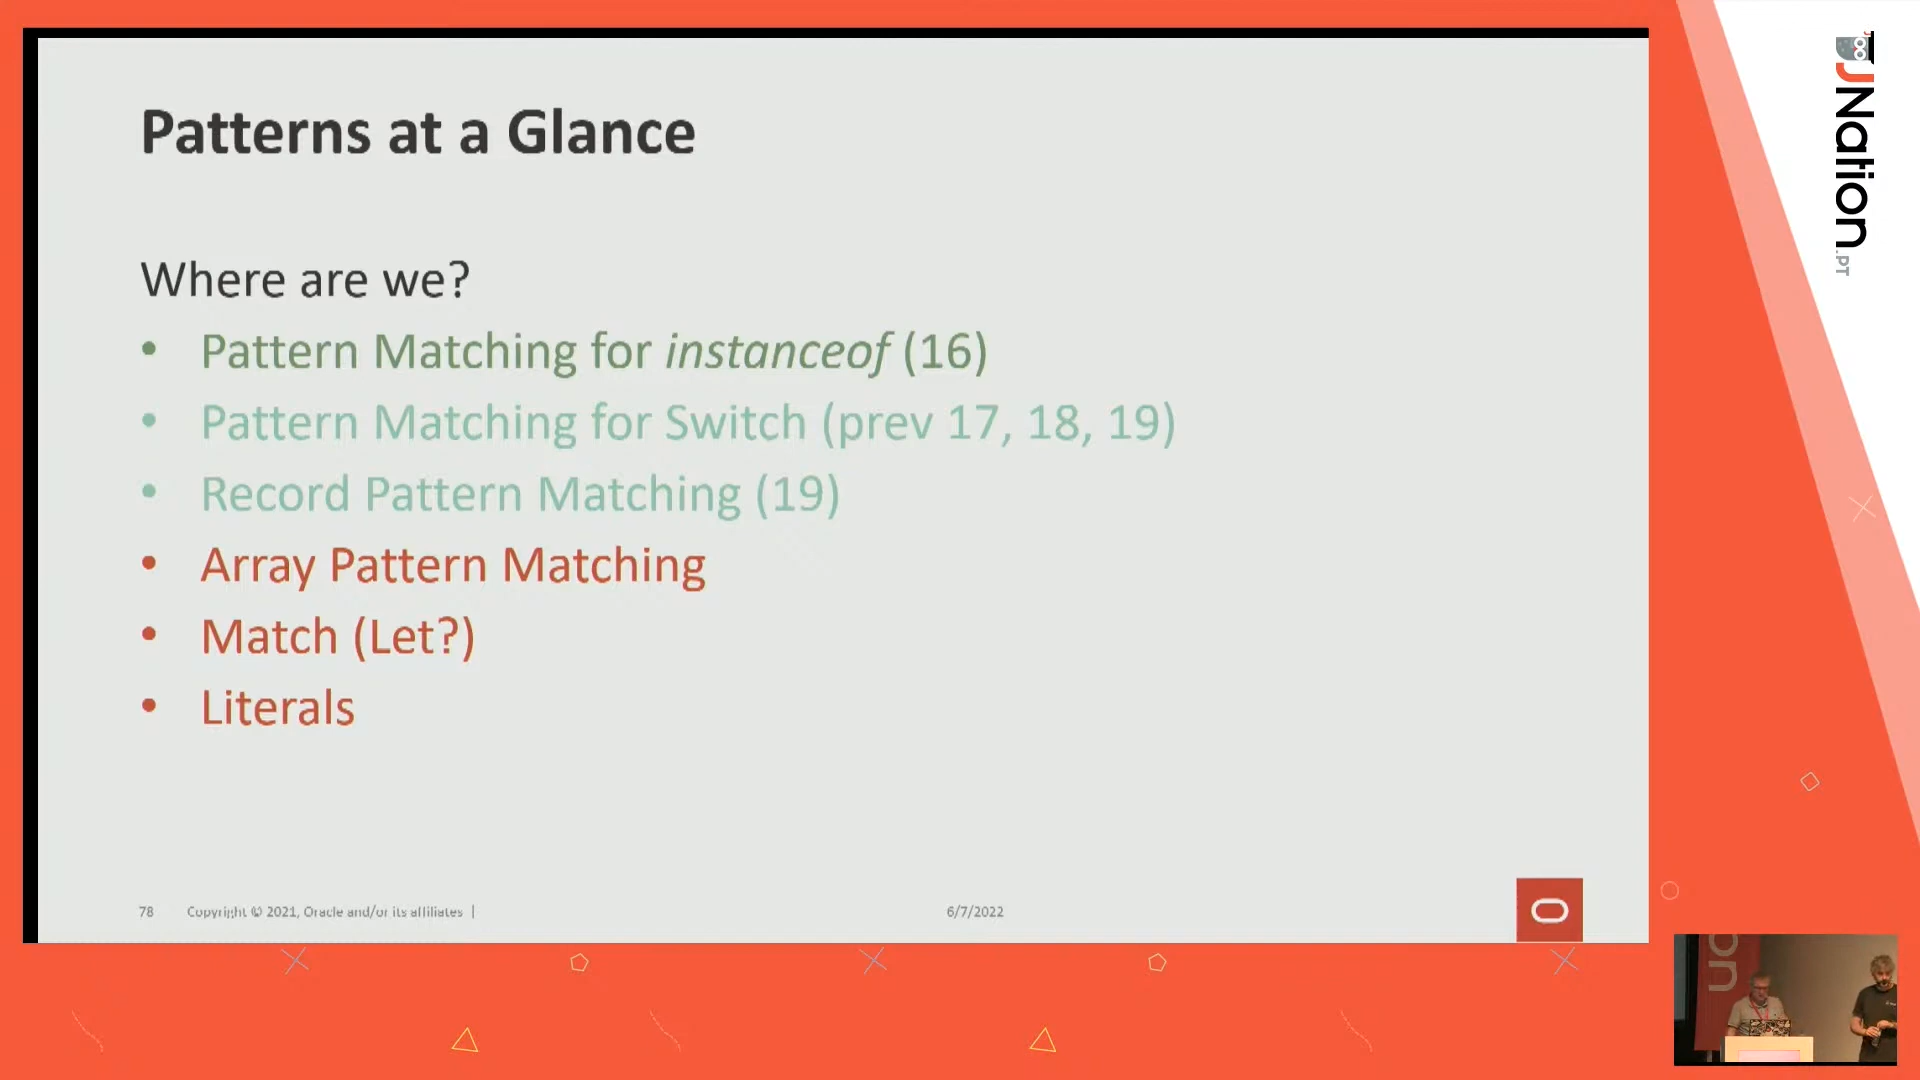 Patterns at a Glance
Where are we?
• Pattern Matching for instanceof (16)
• Pattern Matching for Switch (prev 17, 18, 19)
• Record Pattern Matching (19)
• Array Pattern Matching
• Match (Let?)
• Literals
78 Copyright © 2021, Oracle and/or its affiliates |
6/7/2022
JNation
.PT
on